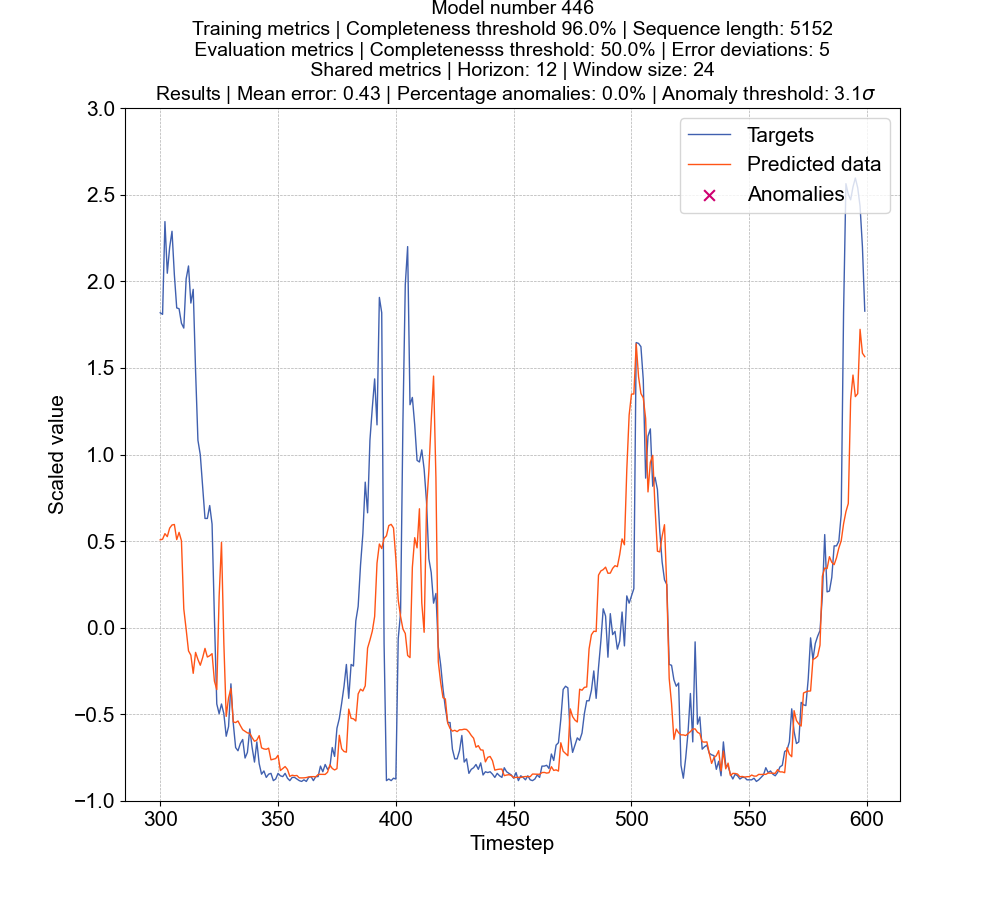 Model number 446
Training metrics | Completeness threshold 96.0% | Sequence length: 5152
Evaluation metrics | Completenesss threshold: 50.0% | Error deviations: 5
Shared metrics | Horizon: 12 | Window size: 24
Results | Mean error: 0.43 | Percentage anomalies: 0.0% | Anomaly threshold: 3.1σ
3.0
2.5
2.0
1.5
1.0
0.5
0.0
−0.5
−1.0
Scaled value
Targets
Predicted data
Anomalies
300 350 400 450 500 550 600
Timestep